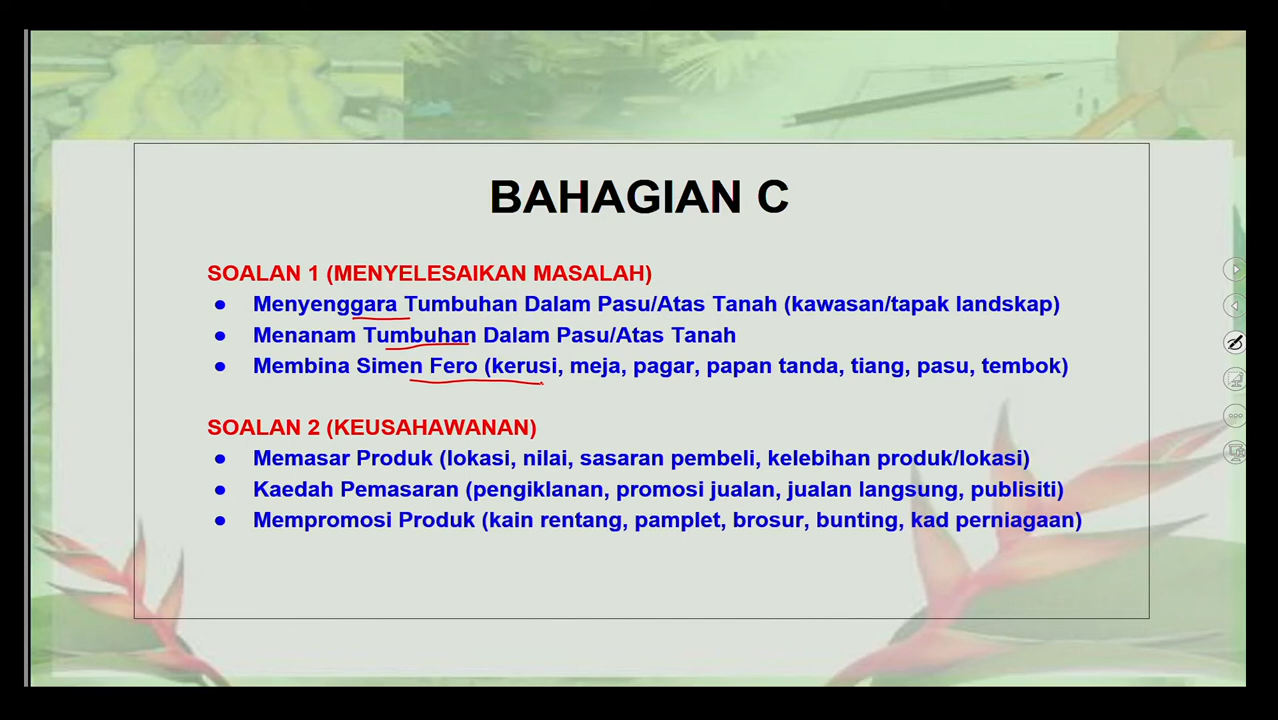 BAHAGIAN C
SOALAN 1 (MENYELESAIKAN MASALAH)
● Menyenggara Tumbuhan Dalam Pasu/Atas Tanah (kawasan/tapak landskap)
● Menanam Tumbuhan Dalam Pasu/Atas Tanah
● Membina Simen Fero (kerusi, meja, pagar, papan tanda, tiang, pasu, tembok)
SOALAN 2 (KEUSAHAWANAN)
● Memasar Produk (lokasi, nilai, sasaran pembeli, kelebihan produk/lokasi)
● Kaedah Pemasaran (pengiklanan, promosi jualan, jualan langsung, publisiti)
● Mempromosi Produk (kain rentang, pamplet, brosur, bunting, kad perniagaan)